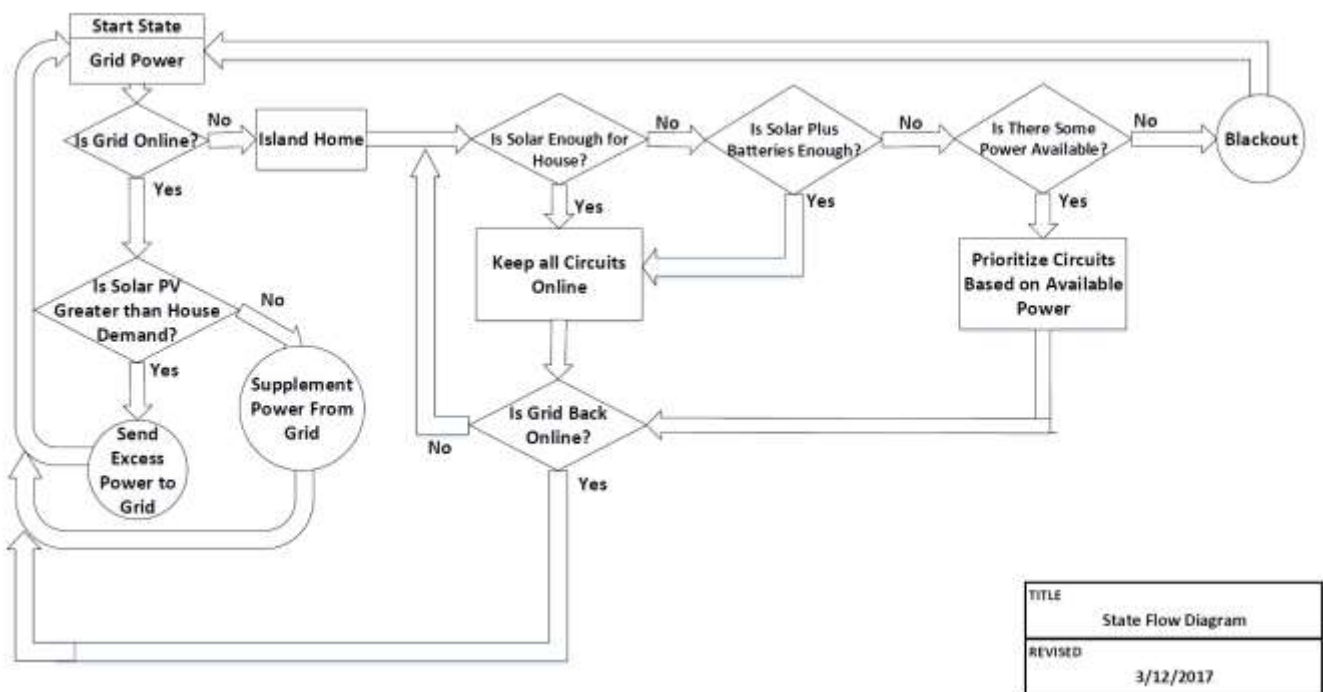 Start State
Grid Power
Is Grid Online?
No
Island Home
Is Solar Enough for
House?
No
Is Solar Plus
Batteries Enough?
No
Is There Some
Power Available?
No
Blackout
Yes
Yes
Yes
Yes
Keep all Circuits
Online
Prioritize Circuits
Based on Available
Power
Is Solar PV
Greater than House
Demand?
No
Yes
Supplement
Power From
Grid
Send
Excess
Power to
Grid
Is Grid Back
Online?
No
Yes
TITLE
State Flow Diagram
REVISED
3/12/2017